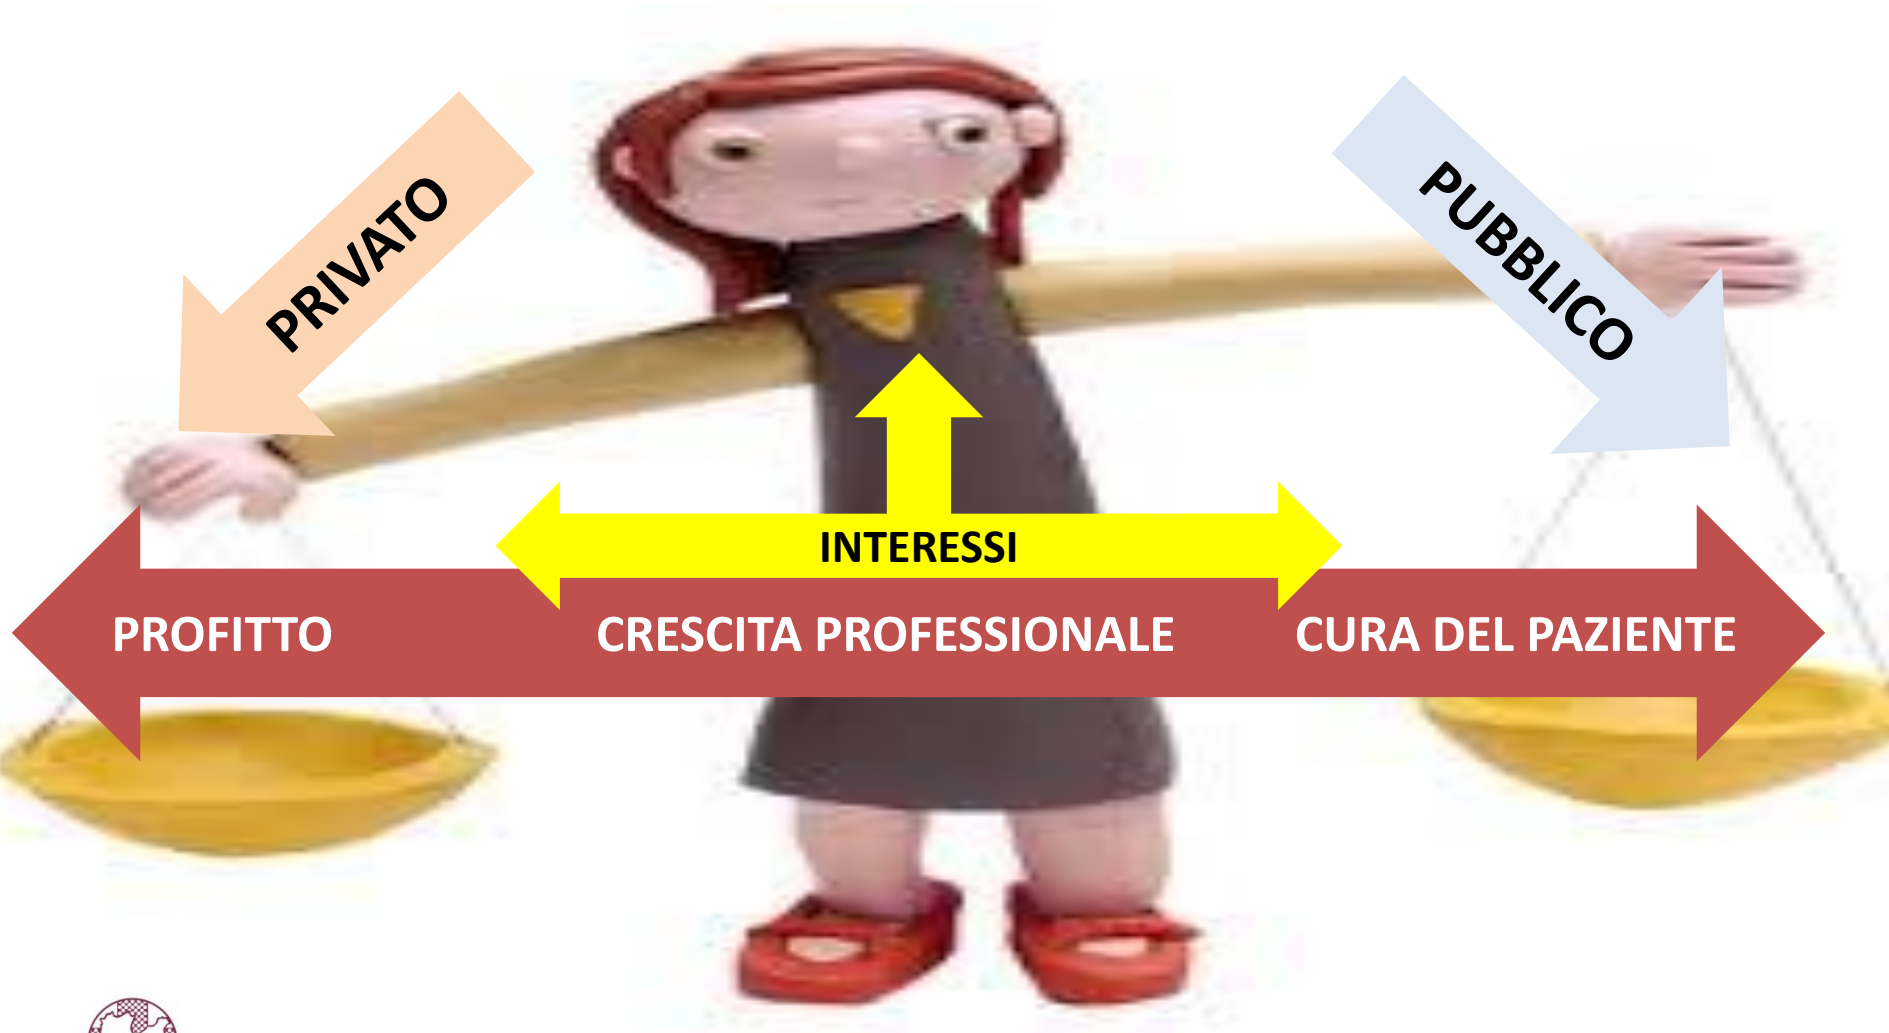 PRIVATO
PUBBLICO
INTERESSI
PROFITTO
CRESCITA PROFESSIONALE
CURA DEL PAZIENTE